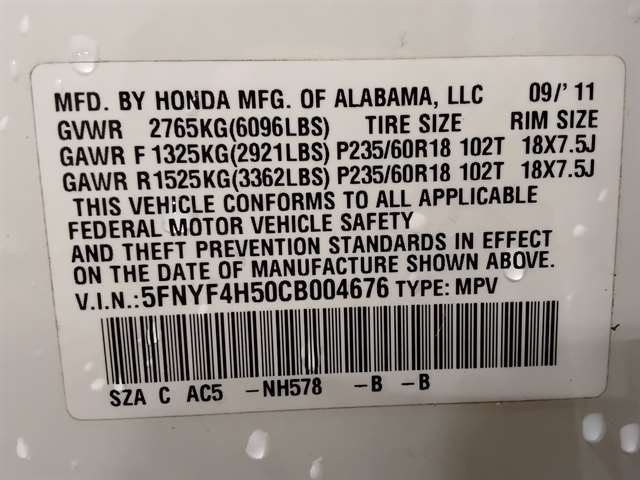 MFD. BY HONDA MFG. OF ALABAMA, LLC 09/' 11
GVWR 2765KG(6096LBS) TIRE SIZE RIM SIZE
GAWR F 1325KG(2921LBS) P235/60R18 102T 18X7.5J
GAWR R 1525KG(3362LBS) P235/60R18 102T 18X7.5J
THIS VEHICLE CONFORMS TO ALL APPLICABLE
FEDERAL MOTOR VEHICLE SAFETY
AND THEFT PREVENTION STANDARDS IN EFFECT
ON THE DATE OF MANUFACTURE SHOWN ABOVE.
V.I.N.:5FNYF4H50CB004676 TYPE: MPV
SZA C AC5 -NH578 -B -B